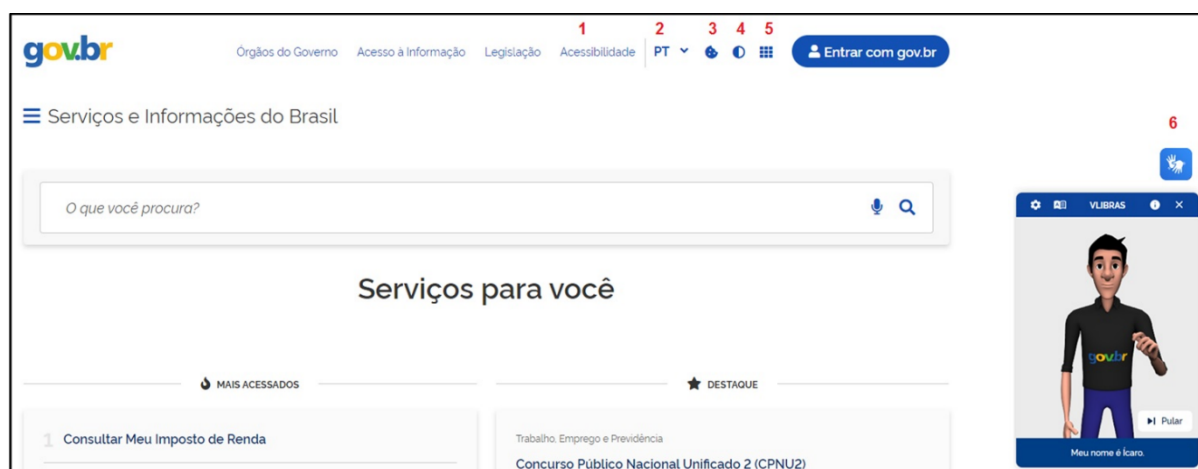 1 2 3 4 5
gov.br Órgãos do Governo Acesso à Informação Legislação Acessibilidade PT Entrar com gov.br
Serviços e Informações do Brasil
6
O que você procura?
VLIBRAS
Serviços para você
gov.br
MAIS ACESSADOS DESTAQUE
Pular
1 Consultar Meu Imposto de Renda
Trabalho, Emprego e Previdência
Meu nome é Ícaro.
Concurso Público Nacional Unificado 2 (CPNU2)